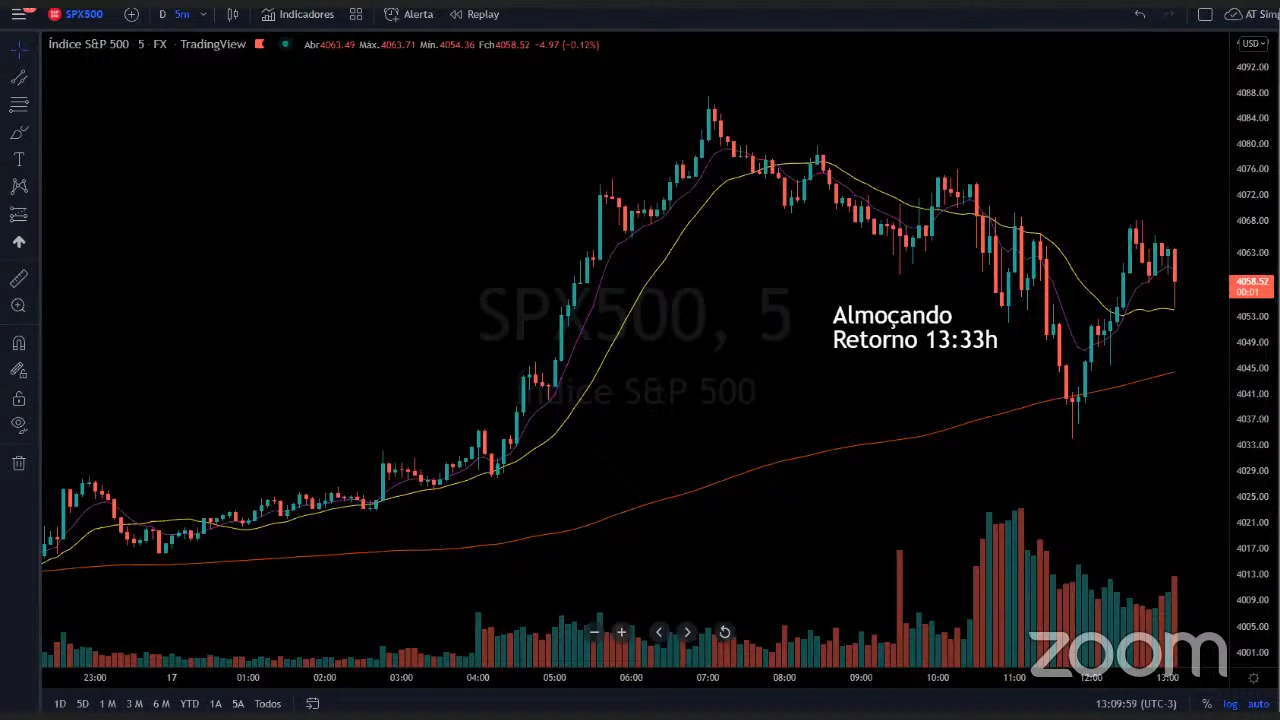 SPX500 D 5m Indicadores Alerta Replay AT Sim
Índice S&P 500 · 5 · FX · TradingView Abr4063.49 Máx.4063.71 Mín.4054.36 Fch4058.52 -4.97 (-0.12%)
USD
4092.00
4088.00
4084.00
4080.00
4076.00
4072.00
4068.00
4063.00
4058.52
00:01
4053.00
4049.00
4045.00
4041.00
4037.00
4033.00
4029.00
4025.00
4021.00
4017.00
4013.00
4009.00
4005.00
4001.00
SPX500, 5
Índice S&P 500
Almoçando
Retorno 13:33h
zoom
23:00 17 01:00 02:00 03:00 04:00 05:00 06:00 07:00 08:00 09:00 10:00 11:00 12:00 13:00
1D 5D 1M 3M 6M YTD 1A 5A Todos 13:09:59 (UTC-3) % log auto